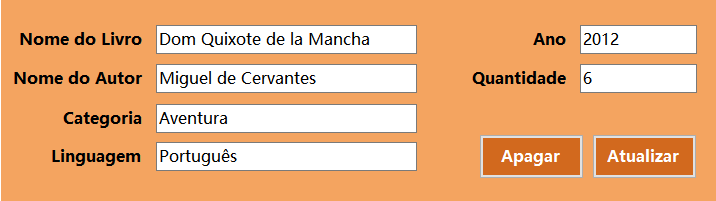 Nome do Livro Dom Quixote de la Mancha Ano 2012
Nome do Autor Miguel de Cervantes Quantidade 6
Categoria Aventura
Linguagem Português Apagar Atualizar